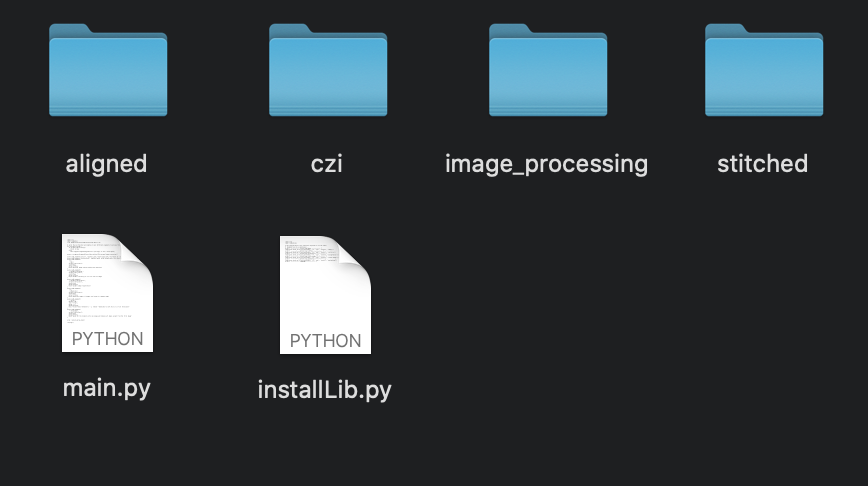 aligned
czi
image_processing
stitched
PYTHON
main.py
PYTHON
installLib.py